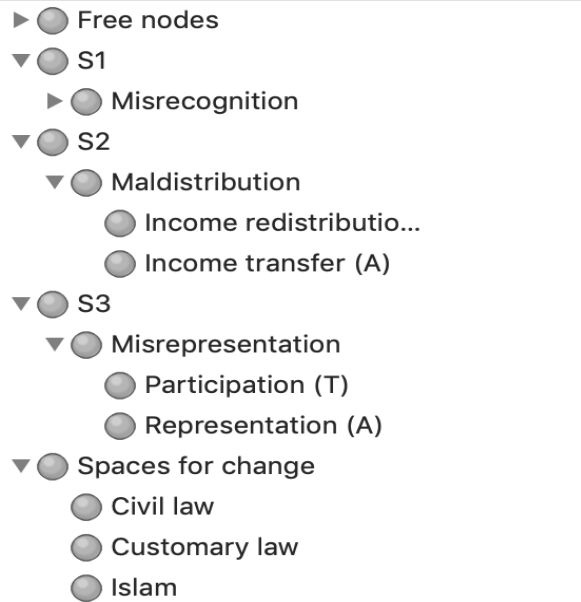 Free nodes
S1
Misrecognition
S2
Maldistribution
Income redistributio...
Income transfer (A)
S3
Misrepresentation
Participation (T)
Representation (A)
Spaces for change
Civil law
Customary law
Islam